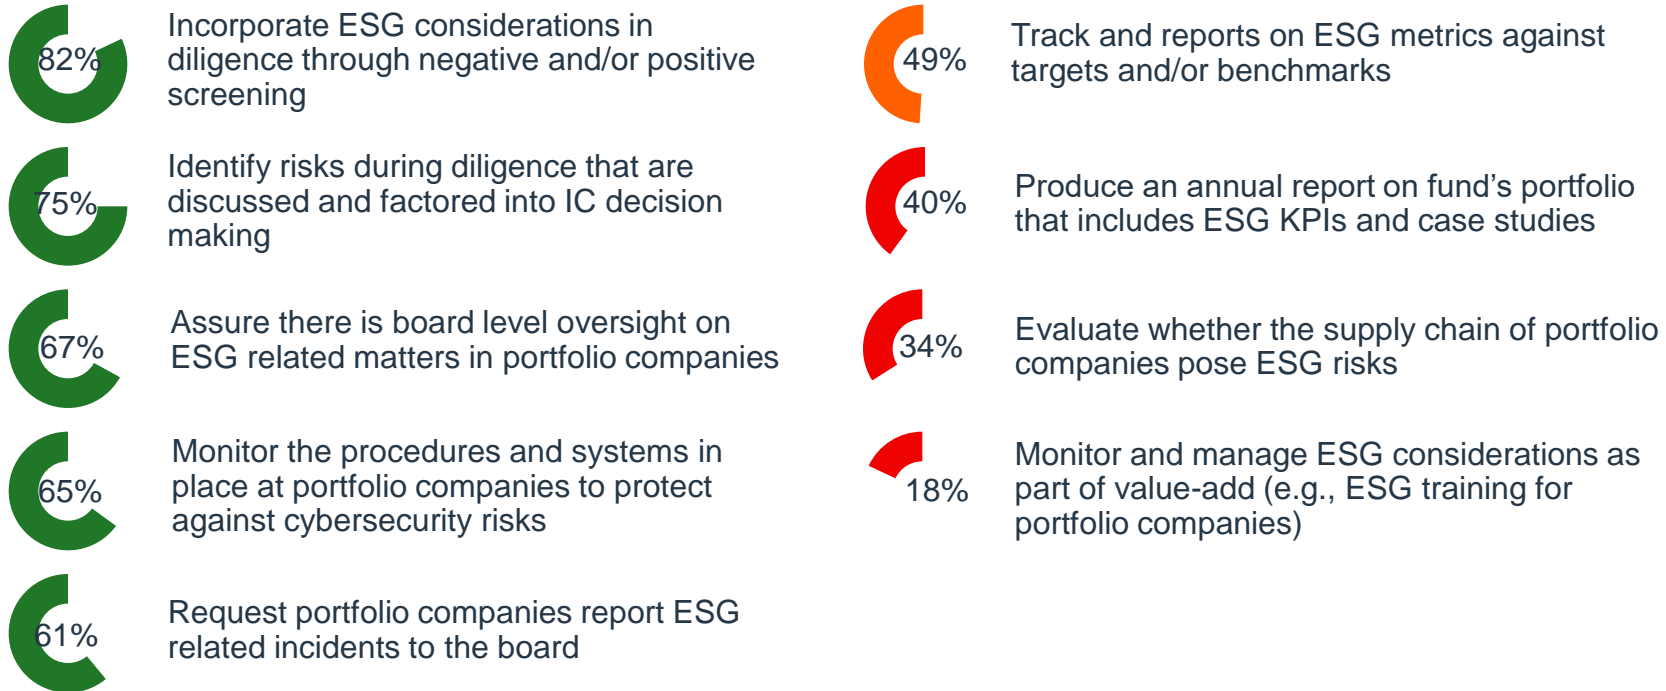 82%
Incorporate ESG considerations in
diligence through negative and/or positive
screening
75%
Identify risks during diligence that are
discussed and factored into IC decision
making
67%
Assure there is board level oversight on
ESG related matters in portfolio companies
65%
Monitor the procedures and systems in
place at portfolio companies to protect
against cybersecurity risks
61%
Request portfolio companies report ESG
related incidents to the board
49%
Track and reports on ESG metrics against
targets and/or benchmarks
40%
Produce an annual report on fund’s portfolio
that includes ESG KPIs and case studies
34%
Evaluate whether the supply chain of portfolio
companies pose ESG risks
18%
Monitor and manage ESG considerations as
part of value-add (e.g., ESG training for
portfolio companies)